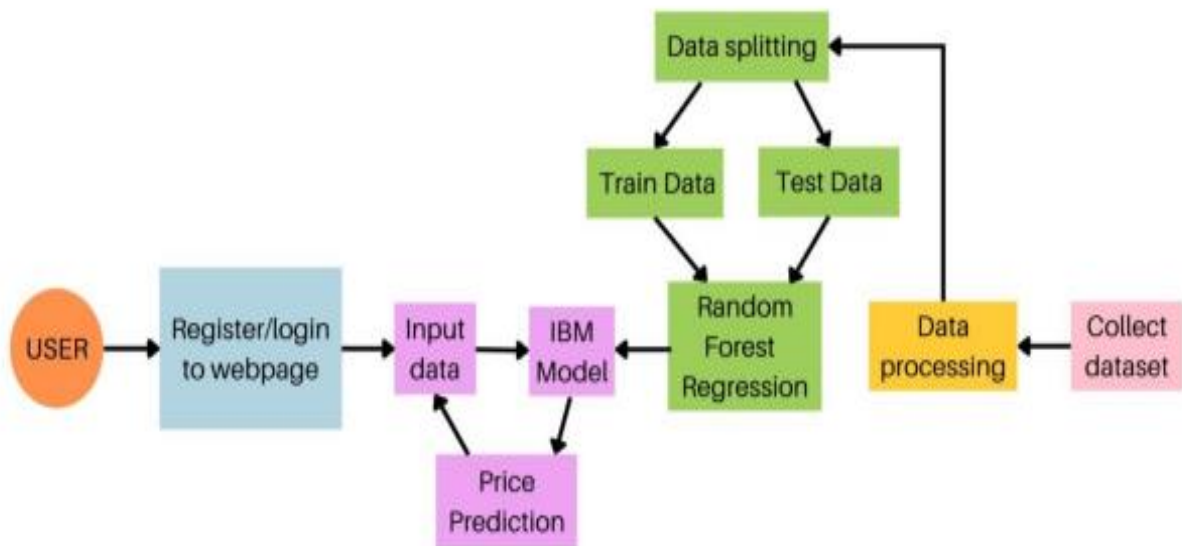 Data splitting
Train Data
Test Data
USER
Register/login
to webpage
Input
data
IBM
Model
Random
Forest
Regression
Data
processing
Collect
dataset
Price
Prediction